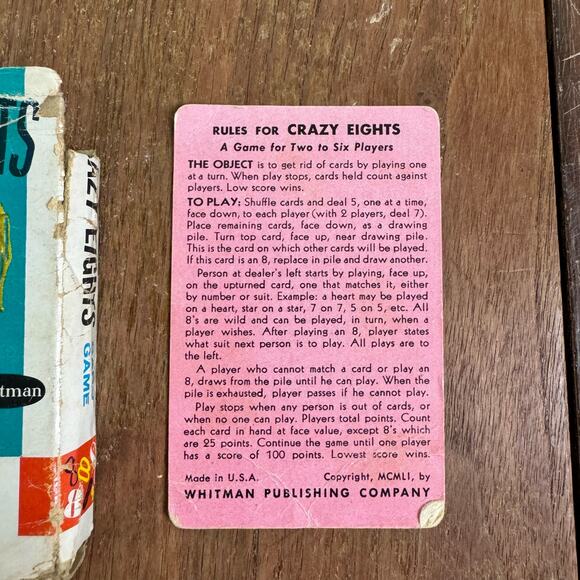 RULES FOR CRAZY EIGHTS
A Game for Two to Six Players
THE OBJECT is to get rid of cards by playing one
at a turn. When play stops, cards held count against
players. Low score wins.
TO PLAY: Shuffle cards and deal 5, one at a time,
face down, to each player (with 2 players, deal 7).
Place remaining cards, face down, as a drawing
pile. Turn top card, face up, near drawing pile.
This is the card on which other cards will be played.
If this card is an 8, replace in pile and draw another.
Person at dealer's left starts by playing, face up,
on the upturned card, one that matches it, either
by number or suit. Example: a heart may be played
on a heart, star on a star, 7 on 7, 5 on 5, etc. All
8's are wild and can be played, in turn, when a
player wishes. After playing an 8, player states
what suit next person is to play. All plays are to
the left.
A player who cannot match a card or play an
8, draws from the pile until he can play. When the
pile is exhausted, player passes if he cannot play.
Play stops when any person is out of cards, or
when no one can play. Players total points. Count
each card in hand at face value, except 8's which
are 25 points. Continue the game until one player
has a score of 100 points. Lowest score wins.
Made in U.S.A. Copyright, MCMLI, by
WHITMAN PUBLISHING COMPANY
AZY EIGHTS
GAME
tman